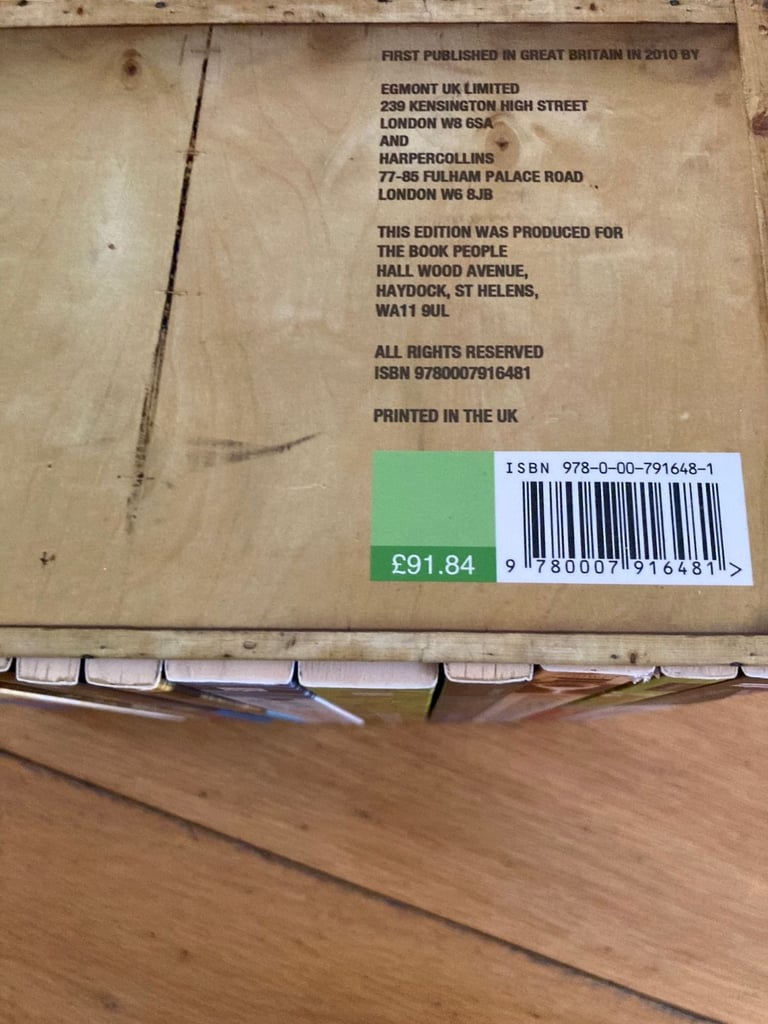 FIRST PUBLISHED IN GREAT BRITAIN IN 2010 BY
EGMONT UK LIMITED
239 KENSINGTON HIGH STREET
LONDON W8 6SA
AND
HARPERCOLLINS
77-85 FULHAM PALACE ROAD
LONDON W6 8JB
THIS EDITION WAS PRODUCED FOR
THE BOOK PEOPLE
HALL WOOD AVENUE,
HAYDOCK, ST HELENS,
WA11 9UL
ALL RIGHTS RESERVED
ISBN 9780007916481
PRINTED IN THE UK
ISBN 978-0-00-791648-1
£91.84
9 780007 916481 >